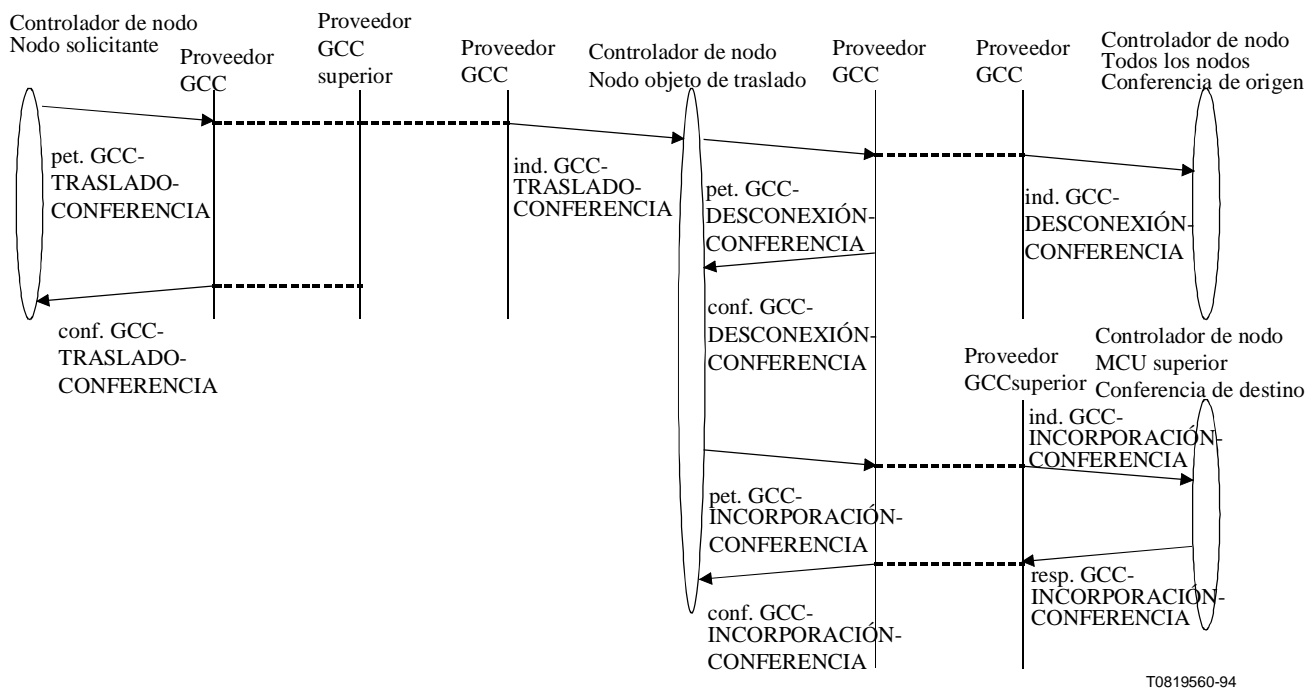 Controlador de nodo
Nodo solicitante
Proveedor
GCC
Proveedor
GCC
superior
Proveedor
GCC
Controlador de nodo
Nodo objeto de traslado
Proveedor
GCC
Proveedor
GCC
Controlador de nodo
Todos los nodos
Conferencia de origen
pet. GCC-
TRASLADO-
CONFERENCIA
ind. GCC-
TRASLADO-
CONFERENCIA
pet. GCC-
DESCONEXIÓN-
CONFERENCIA
ind. GCC-
DESCONEXIÓN-
CONFERENCIA
conf. GCC-
TRASLADO-
CONFERENCIA
conf. GCC-
DESCONEXIÓN-
CONFERENCIA
Proveedor
GCCsuperior
Controlador de nodo
MCU superior
Conferencia de destino
ind. GCC-
INCORPORACIÓN-
CONFERENCIA
pet. GCC-
INCORPORACIÓN-
CONFERENCIA
resp. GCC-
INCORPORACIÓN-
CONFERENCIA
conf. GCC-
INCORPORACIÓN-
CONFERENCIA
T0819560-94